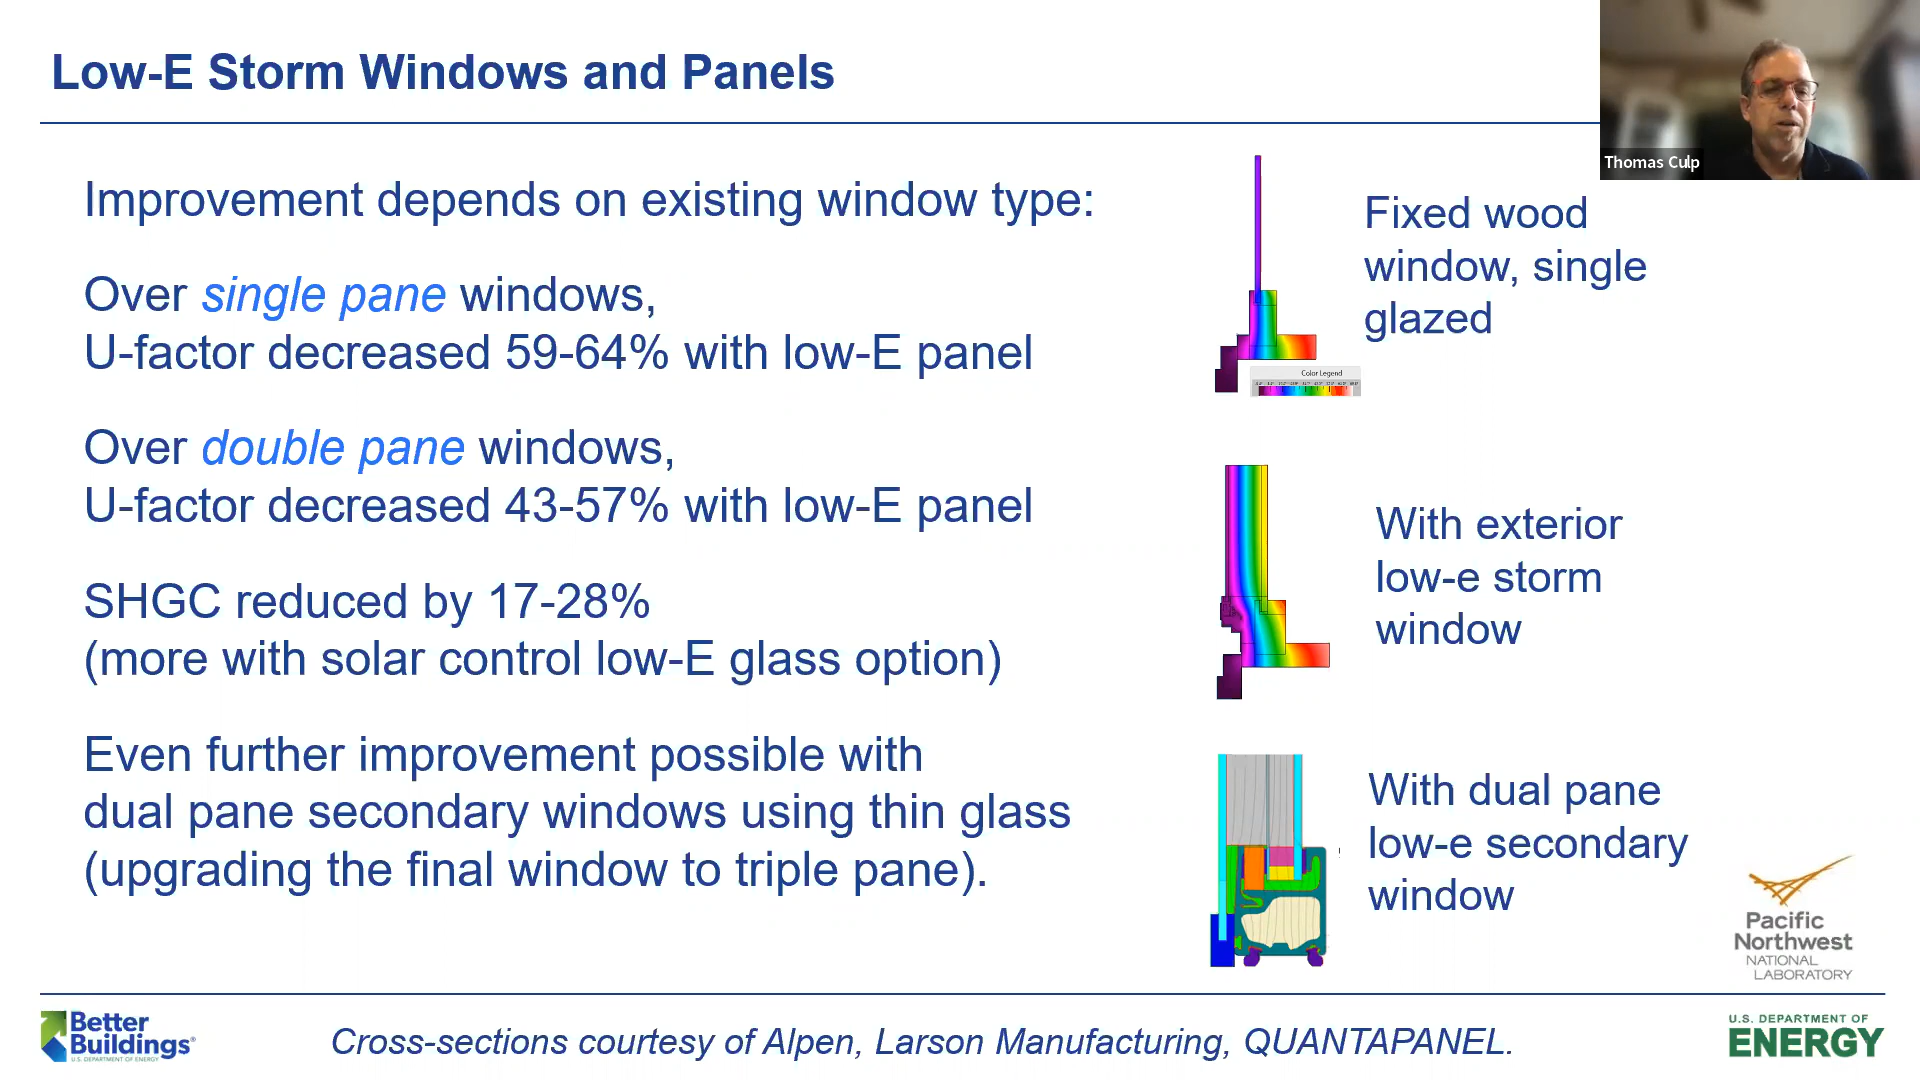 Low-E Storm Windows and Panels
Thomas Culp
Improvement depends on existing window type:
Over single pane windows,
U-factor decreased 59-64% with low-E panel
Over double pane windows,
U-factor decreased 43-57% with low-E panel
SHGC reduced by 17-28%
(more with solar control low-E glass option)
Even further improvement possible with
dual pane secondary windows using thin glass
(upgrading the final window to triple pane).
Fixed wood
window, single
glazed
Color Legend
With exterior
low-e storm
window
With dual pane
low-e secondary
window
Pacific
Northwest
NATIONAL
LABORATORY
Better
Buildings®
U.S. DEPARTMENT OF ENERGY
Cross-sections courtesy of Alpen, Larson Manufacturing, QUANTAPANEL.
U.S. DEPARTMENT OF
ENERGY